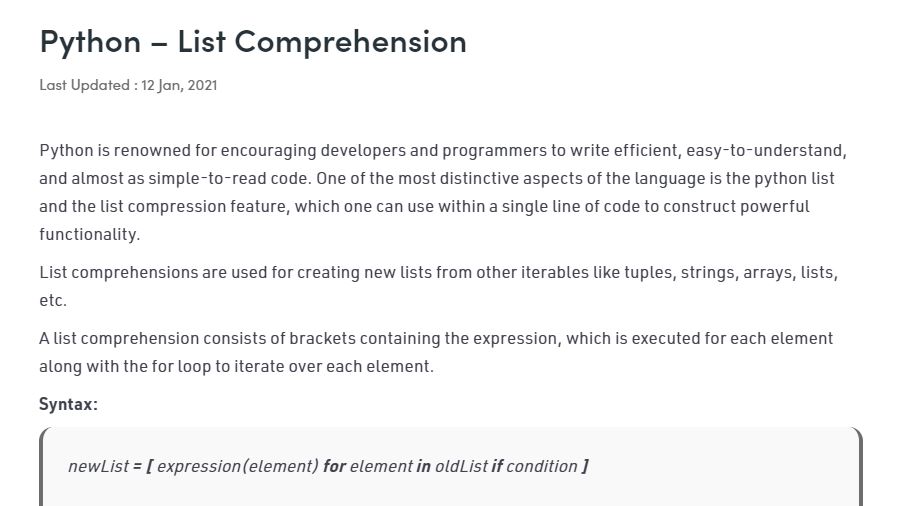 Python – List Comprehension
Last Updated : 12 Jan, 2021
Python is renowned for encouraging developers and programmers to write efficient, easy-to-understand,
and almost as simple-to-read code. One of the most distinctive aspects of the language is the python list
and the list compression feature, which one can use within a single line of code to construct powerful
functionality.
List comprehensions are used for creating new lists from other iterables like tuples, strings, arrays, lists,
etc.
A list comprehension consists of brackets containing the expression, which is executed for each element
along with the for loop to iterate over each element.
Syntax:
newList = [ expression(element) for element in oldList if condition ]